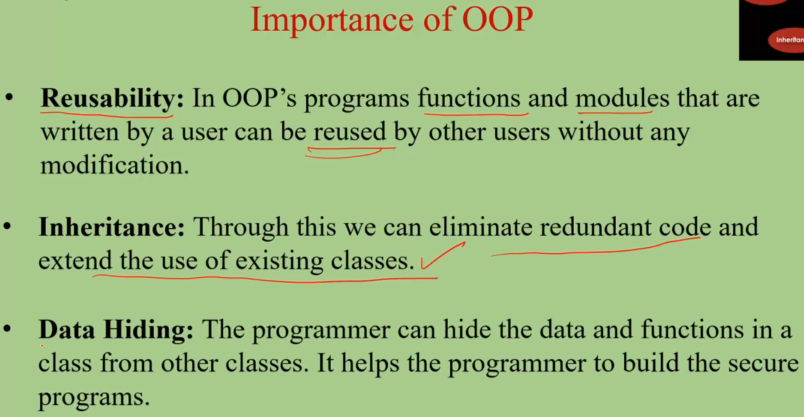 Importance of OOP
• Reusability: In OOP’s programs functions and modules that are
written by a user can be reused by other users without any
modification.
• Inheritance: Through this we can eliminate redundant code and
extend the use of existing classes.
• Data Hiding: The programmer can hide the data and functions in a
class from other classes. It helps the programmer to build the secure
programs.